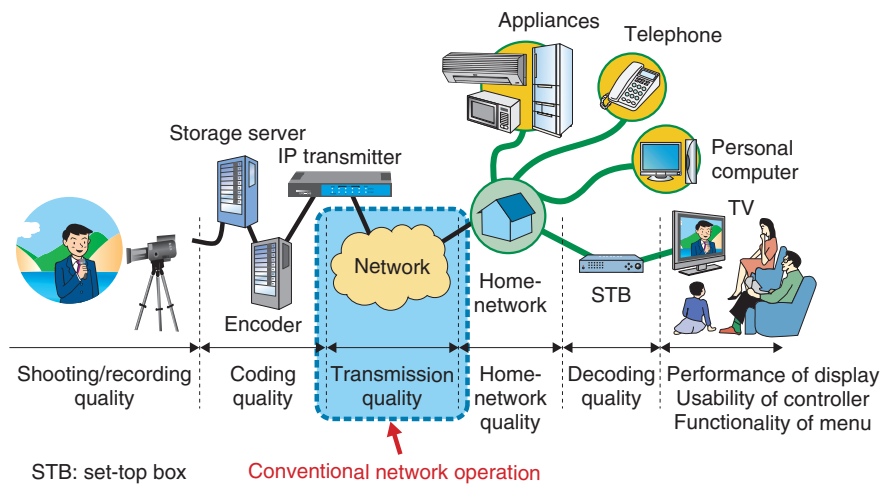 Appliances
Telephone
Storage server
IP transmitter
Personal
computer
TV
Network
Home-
network
STB
Encoder
Shooting/recording
quality
Coding
quality
Transmission
quality
Home-
network
quality
Decoding
quality
Performance of display
Usability of controller
Functionality of menu
STB: set-top box
Conventional network operation